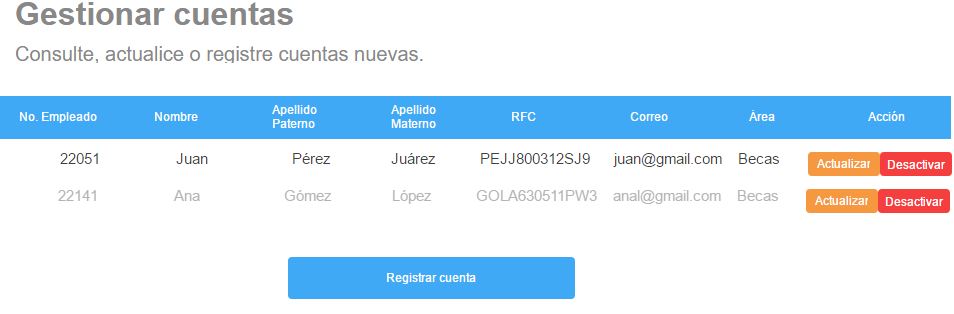 Gestionar cuentas
Consulte, actualice o registre cuentas nuevas.
No. Empleado Nombre Apellido Paterno Apellido Materno RFC Correo Área Acción
22051 Juan Pérez Juárez PEJJ800312SJ9 juan@gmail.com Becas Actualizar Desactivar
22141 Ana Gómez López GOLA630511PW3 anal@gmail.com Becas Actualizar Desactivar
Registrar cuenta